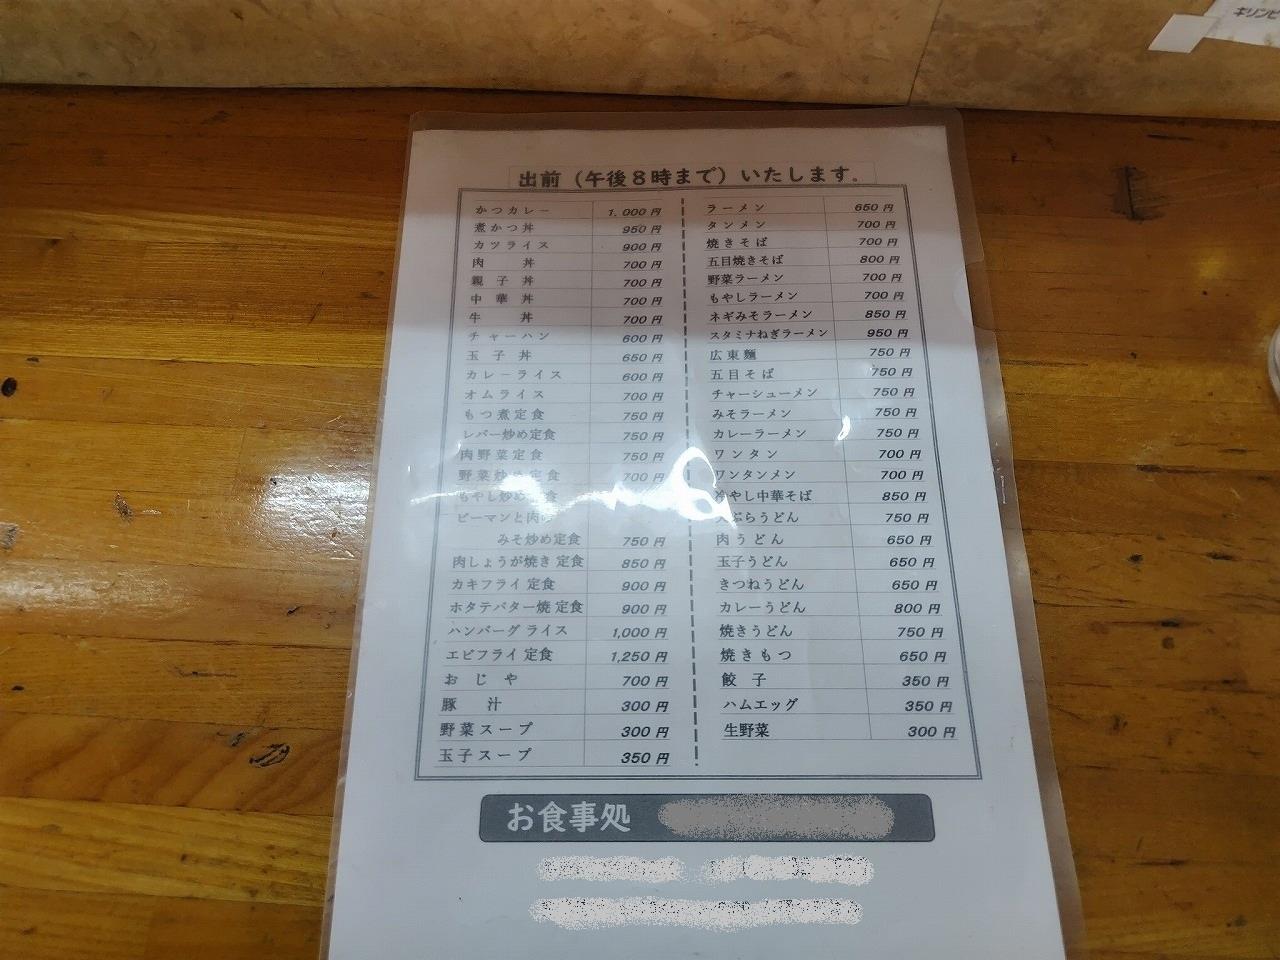 キリンビ
出前（午後８時まで）いたします。
かつカレー 1,000円
煮かつ丼 950円
カツライス 900円
肉丼 700円
親子丼 700円
中華丼 700円
牛丼 700円
チャーハン 600円
玉子丼 650円
カレーライス 600円
オムライス 700円
もつ煮定食 750円
レバー炒め定食 750円
肉野菜定食 750円
野菜炒め定食 700円
もやし炒め定食
ピーマンと肉の
みそ炒め定食 750円
肉しょうが焼き定食 850円
カキフライ定食 900円
ホタテバター焼定食 900円
ハンバーグライス 1,000円
エビフライ定食 1,250円
おじや 700円
豚汁 300円
野菜スープ 300円
玉子スープ 350円
ラーメン 650円
タンメン 700円
焼きそば 700円
五目焼きそば 800円
野菜ラーメン 700円
もやしラーメン 700円
ネギみそラーメン 850円
スタミナねぎラーメン 950円
広東麺 750円
五目そば 750円
チャーシューメン 750円
みそラーメン 750円
カレーラーメン 750円
ワンタン 700円
ワンタンメン 700円
冷やし中華そば 850円
天ぷらうどん 750円
肉うどん 650円
玉子うどん 650円
きつねうどん 650円
カレーうどん 800円
焼きうどん 750円
焼きもつ 650円
餃子 350円
ハムエッグ 350円
生野菜 300円
お食事処